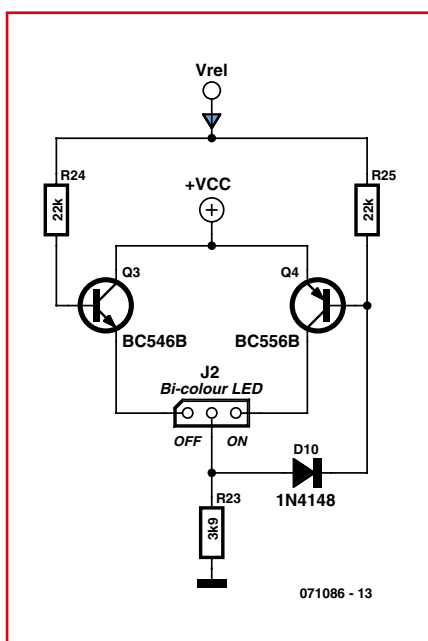 Vrel
R24
R25
22k
22k
+VCC
Q3
Q4
BC546B
BC556B
J2
Bi-colour LED
OFF
ON
D10
1N4148
R23
3k9
071086 - 13